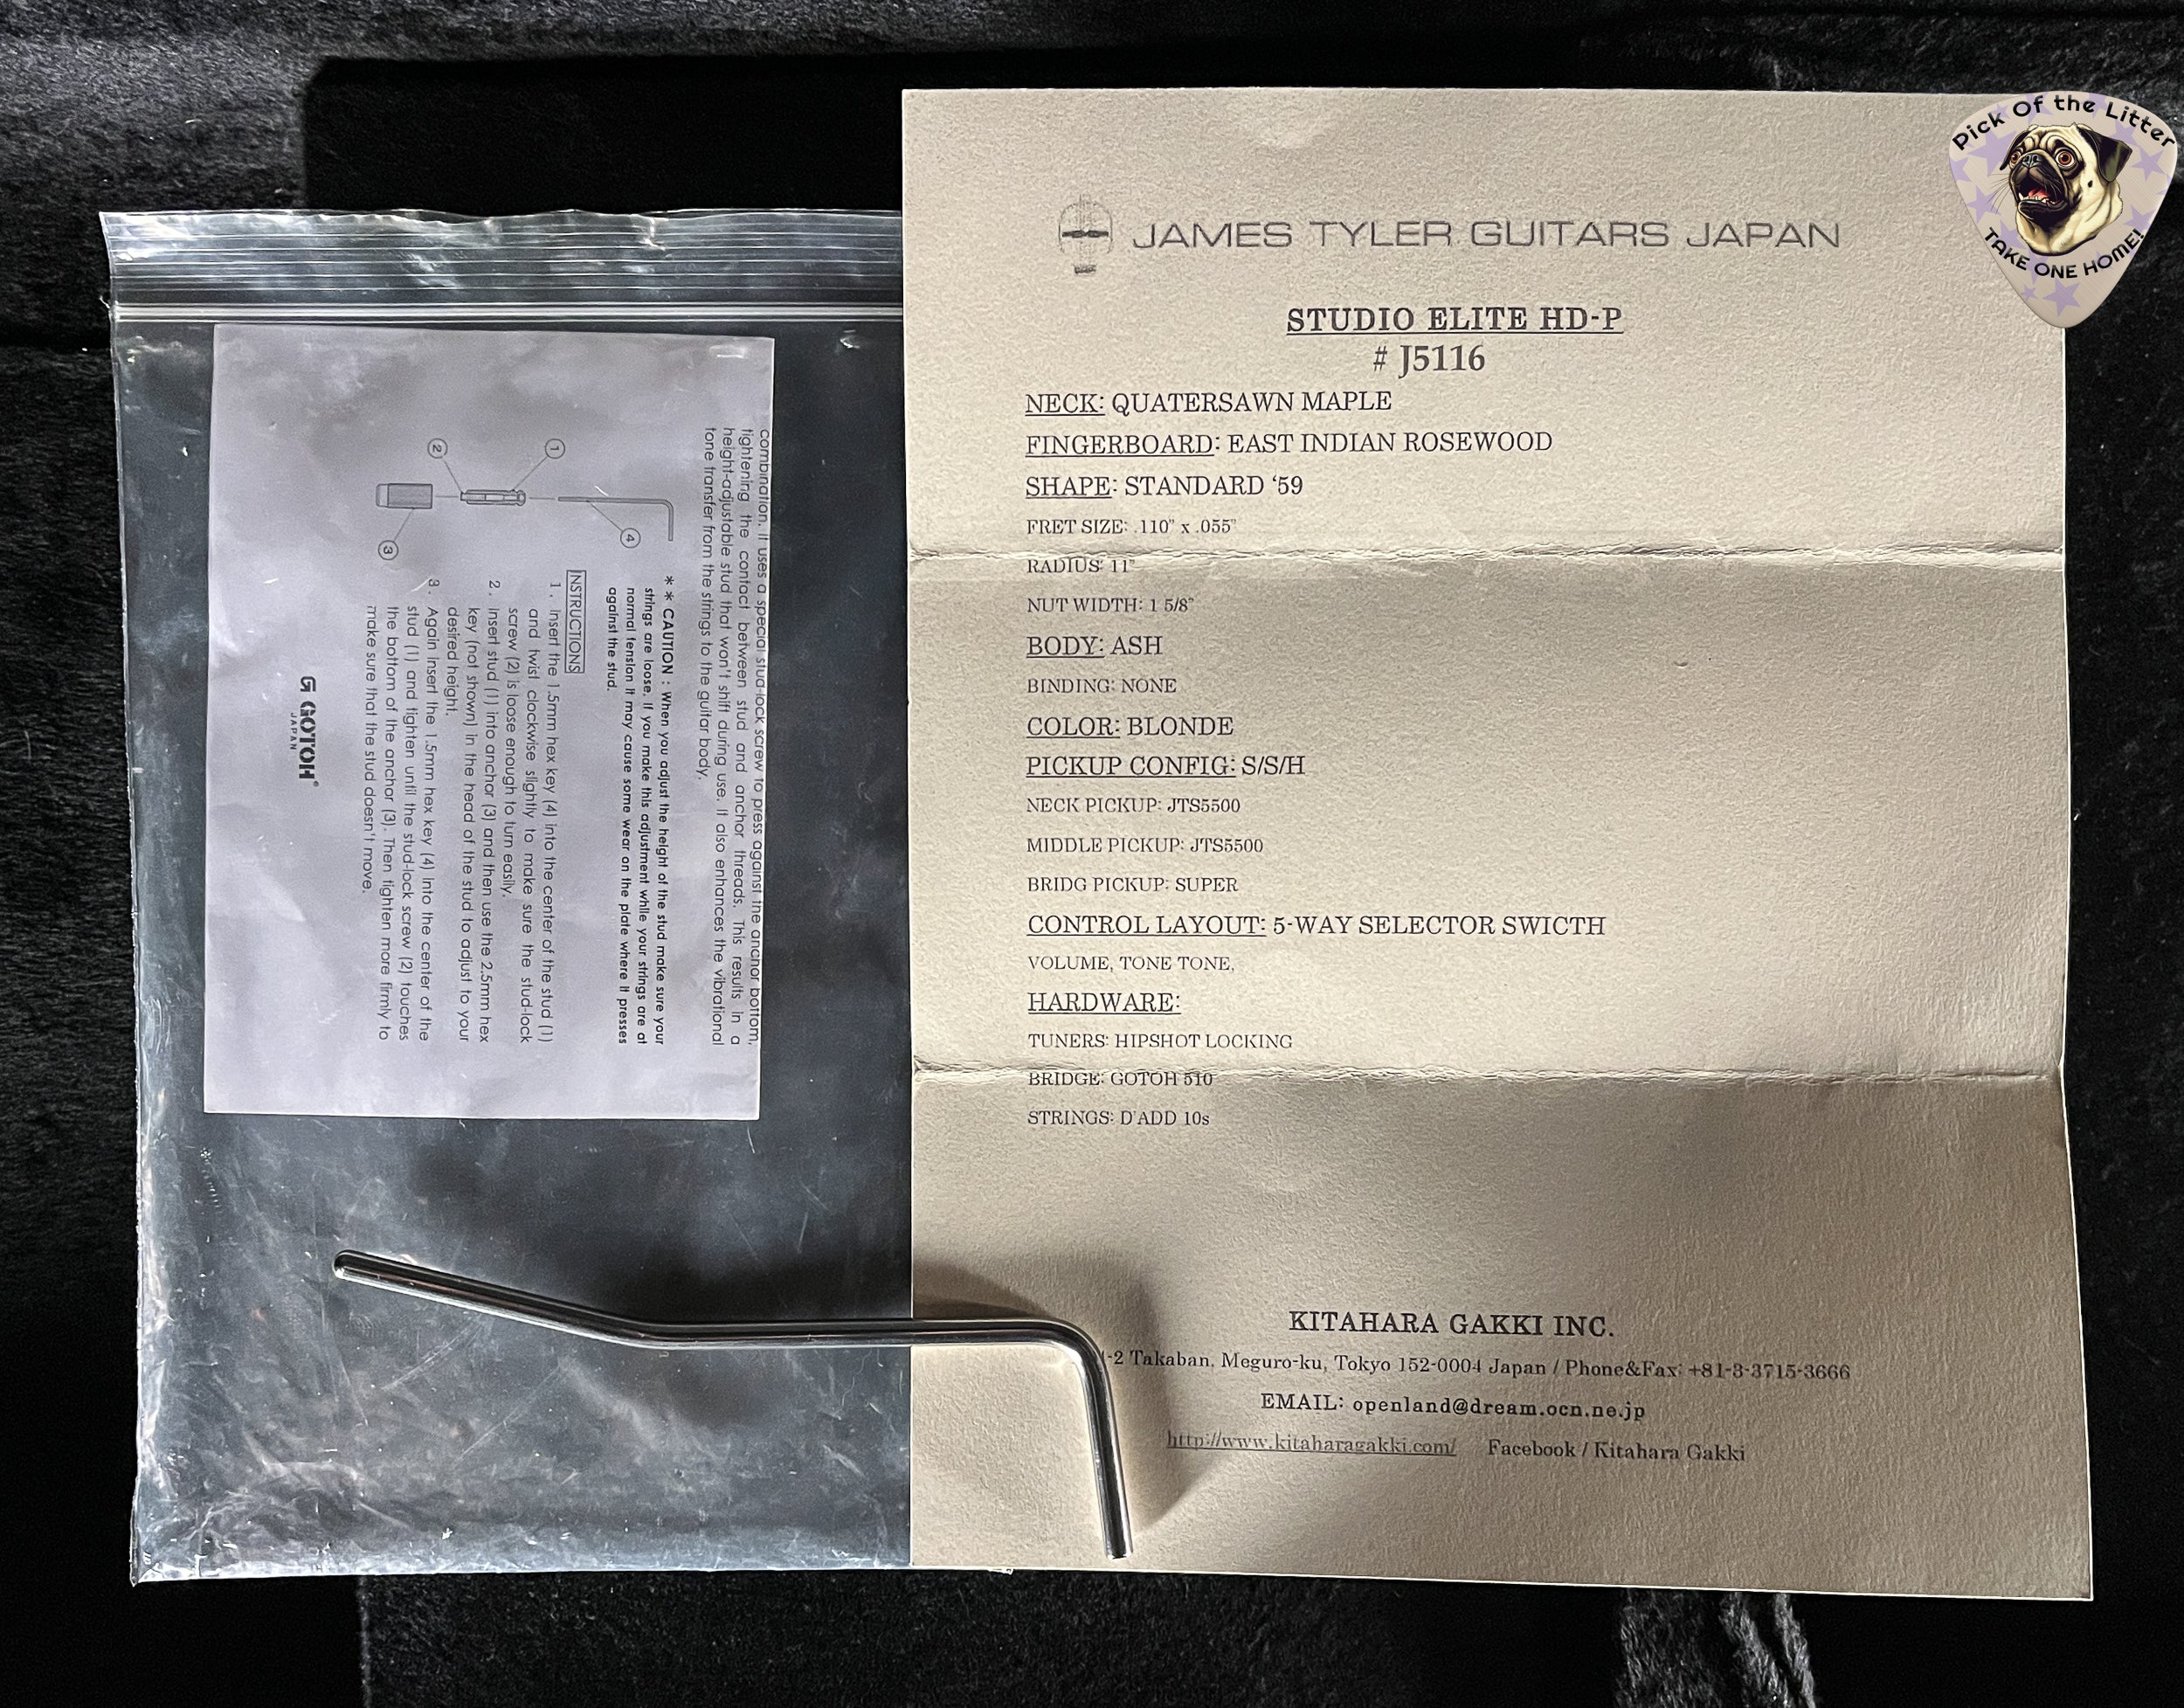 Pick Of the Litter
TAKE ONE HOME!
JAMES TYLER GUITARS JAPAN
STUDIO ELITE HD-P
# J5116
NECK: QUATERSAWN MAPLE
FINGERBOARD: EAST INDIAN ROSEWOOD
SHAPE: STANDARD ‘59
FRET SIZE: .110" x .055"
RADIUS: 11"
NUT WIDTH: 1 5/8"
BODY: ASH
BINDING: NONE
COLOR: BLONDE
PICKUP CONFIG: S/S/H
NECK PICKUP: JTS5500
MIDDLE PICKUP: JTS5500
BRIDG PICKUP: SUPER
CONTROL LAYOUT: 5-WAY SELECTOR SWICTH
VOLUME, TONE TONE,
HARDWARE:
TUNERS: HIPSHOT LOCKING
BRIDGE: GOTOH 510
STRINGS: D'ADD 10s
KITAHARA GAKKI INC.
-2 Takaban, Meguro-ku, Tokyo 152-0004 Japan / Phone&Fax: +81-3-3715-3666
EMAIL: openland@dream.ocn.ne.jp
http://www.kitaharagakki.com/ Facebook / Kitahara Gakki
combination. It uses a special stud-lock screw to press against the anchor bottom,
tightening the contact between stud and anchor threads. This results in a
height-adjustable stud that won't shift during use. It also enhances the vibrational
tone transfer from the strings to the guitar body.
** CAUTION : When you adjust the height of the stud make sure your
strings are loose. If you make this adjustment while your strings are at
normal tension it may cause some wear on the plate where it presses
against the stud.
1
2
3
4
INSTRUCTIONS
1. Insert the 1.5mm hex key (4) into the center of the stud (1)
and twist clockwise slightly to make sure the stud-lock
screw (2) is loose enough to turn easily.
2. Insert stud (1) into anchor (3) and then use the 2.5mm hex
key (not shown) in the head of the stud to adjust to your
desired height.
3. Again insert the 1.5mm hex key (4) into the center of the
stud (1) and tighten until the stud-lock screw (2) touches
the bottom of the anchor (3). Then tighten more firmly to
make sure that the stud doesn't move.
GOTOH
JAPAN